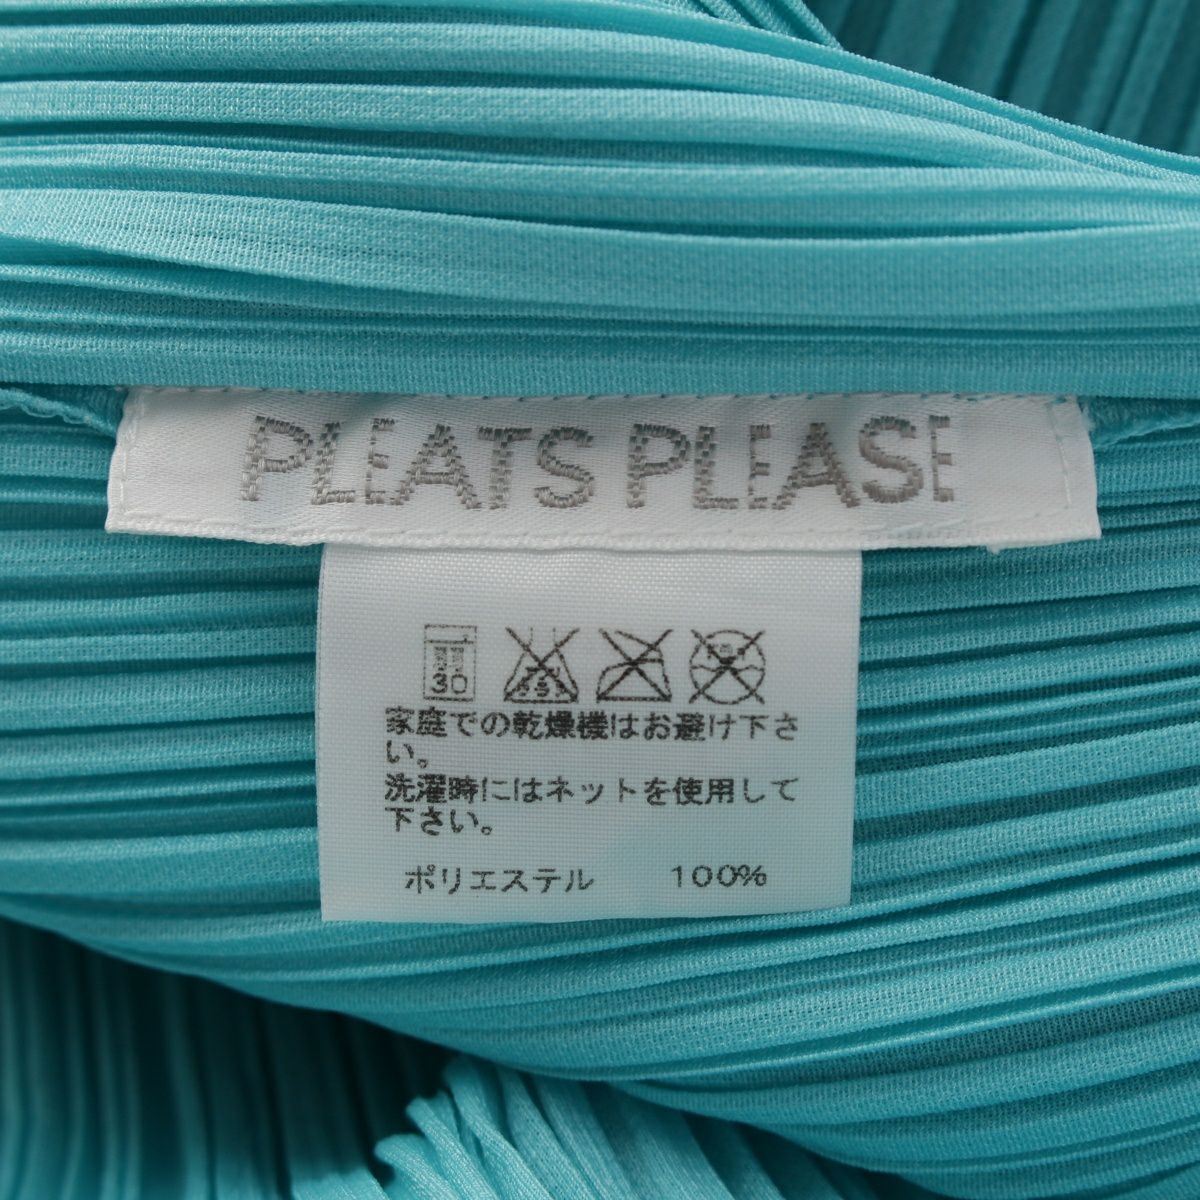 PLEATS PLEASE
30
家庭での乾燥機はお避け下さ
い。
洗濯時にはネットを使用して
下さい。
ポリエステル 100%